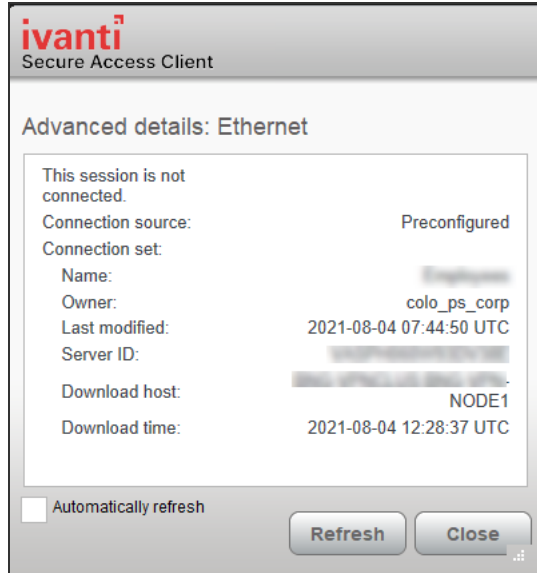 ivanti
Secure Access Client
Advanced details: Ethernet
This session is not
connected.
Connection source: Preconfigured
Connection set:
Name:
Owner: colo_ps_corp
Last modified: 2021-08-04 07:44:50 UTC
Server ID:
Download host: -
NODE1
Download time: 2021-08-04 12:28:37 UTC
Automatically refresh
Refresh Close